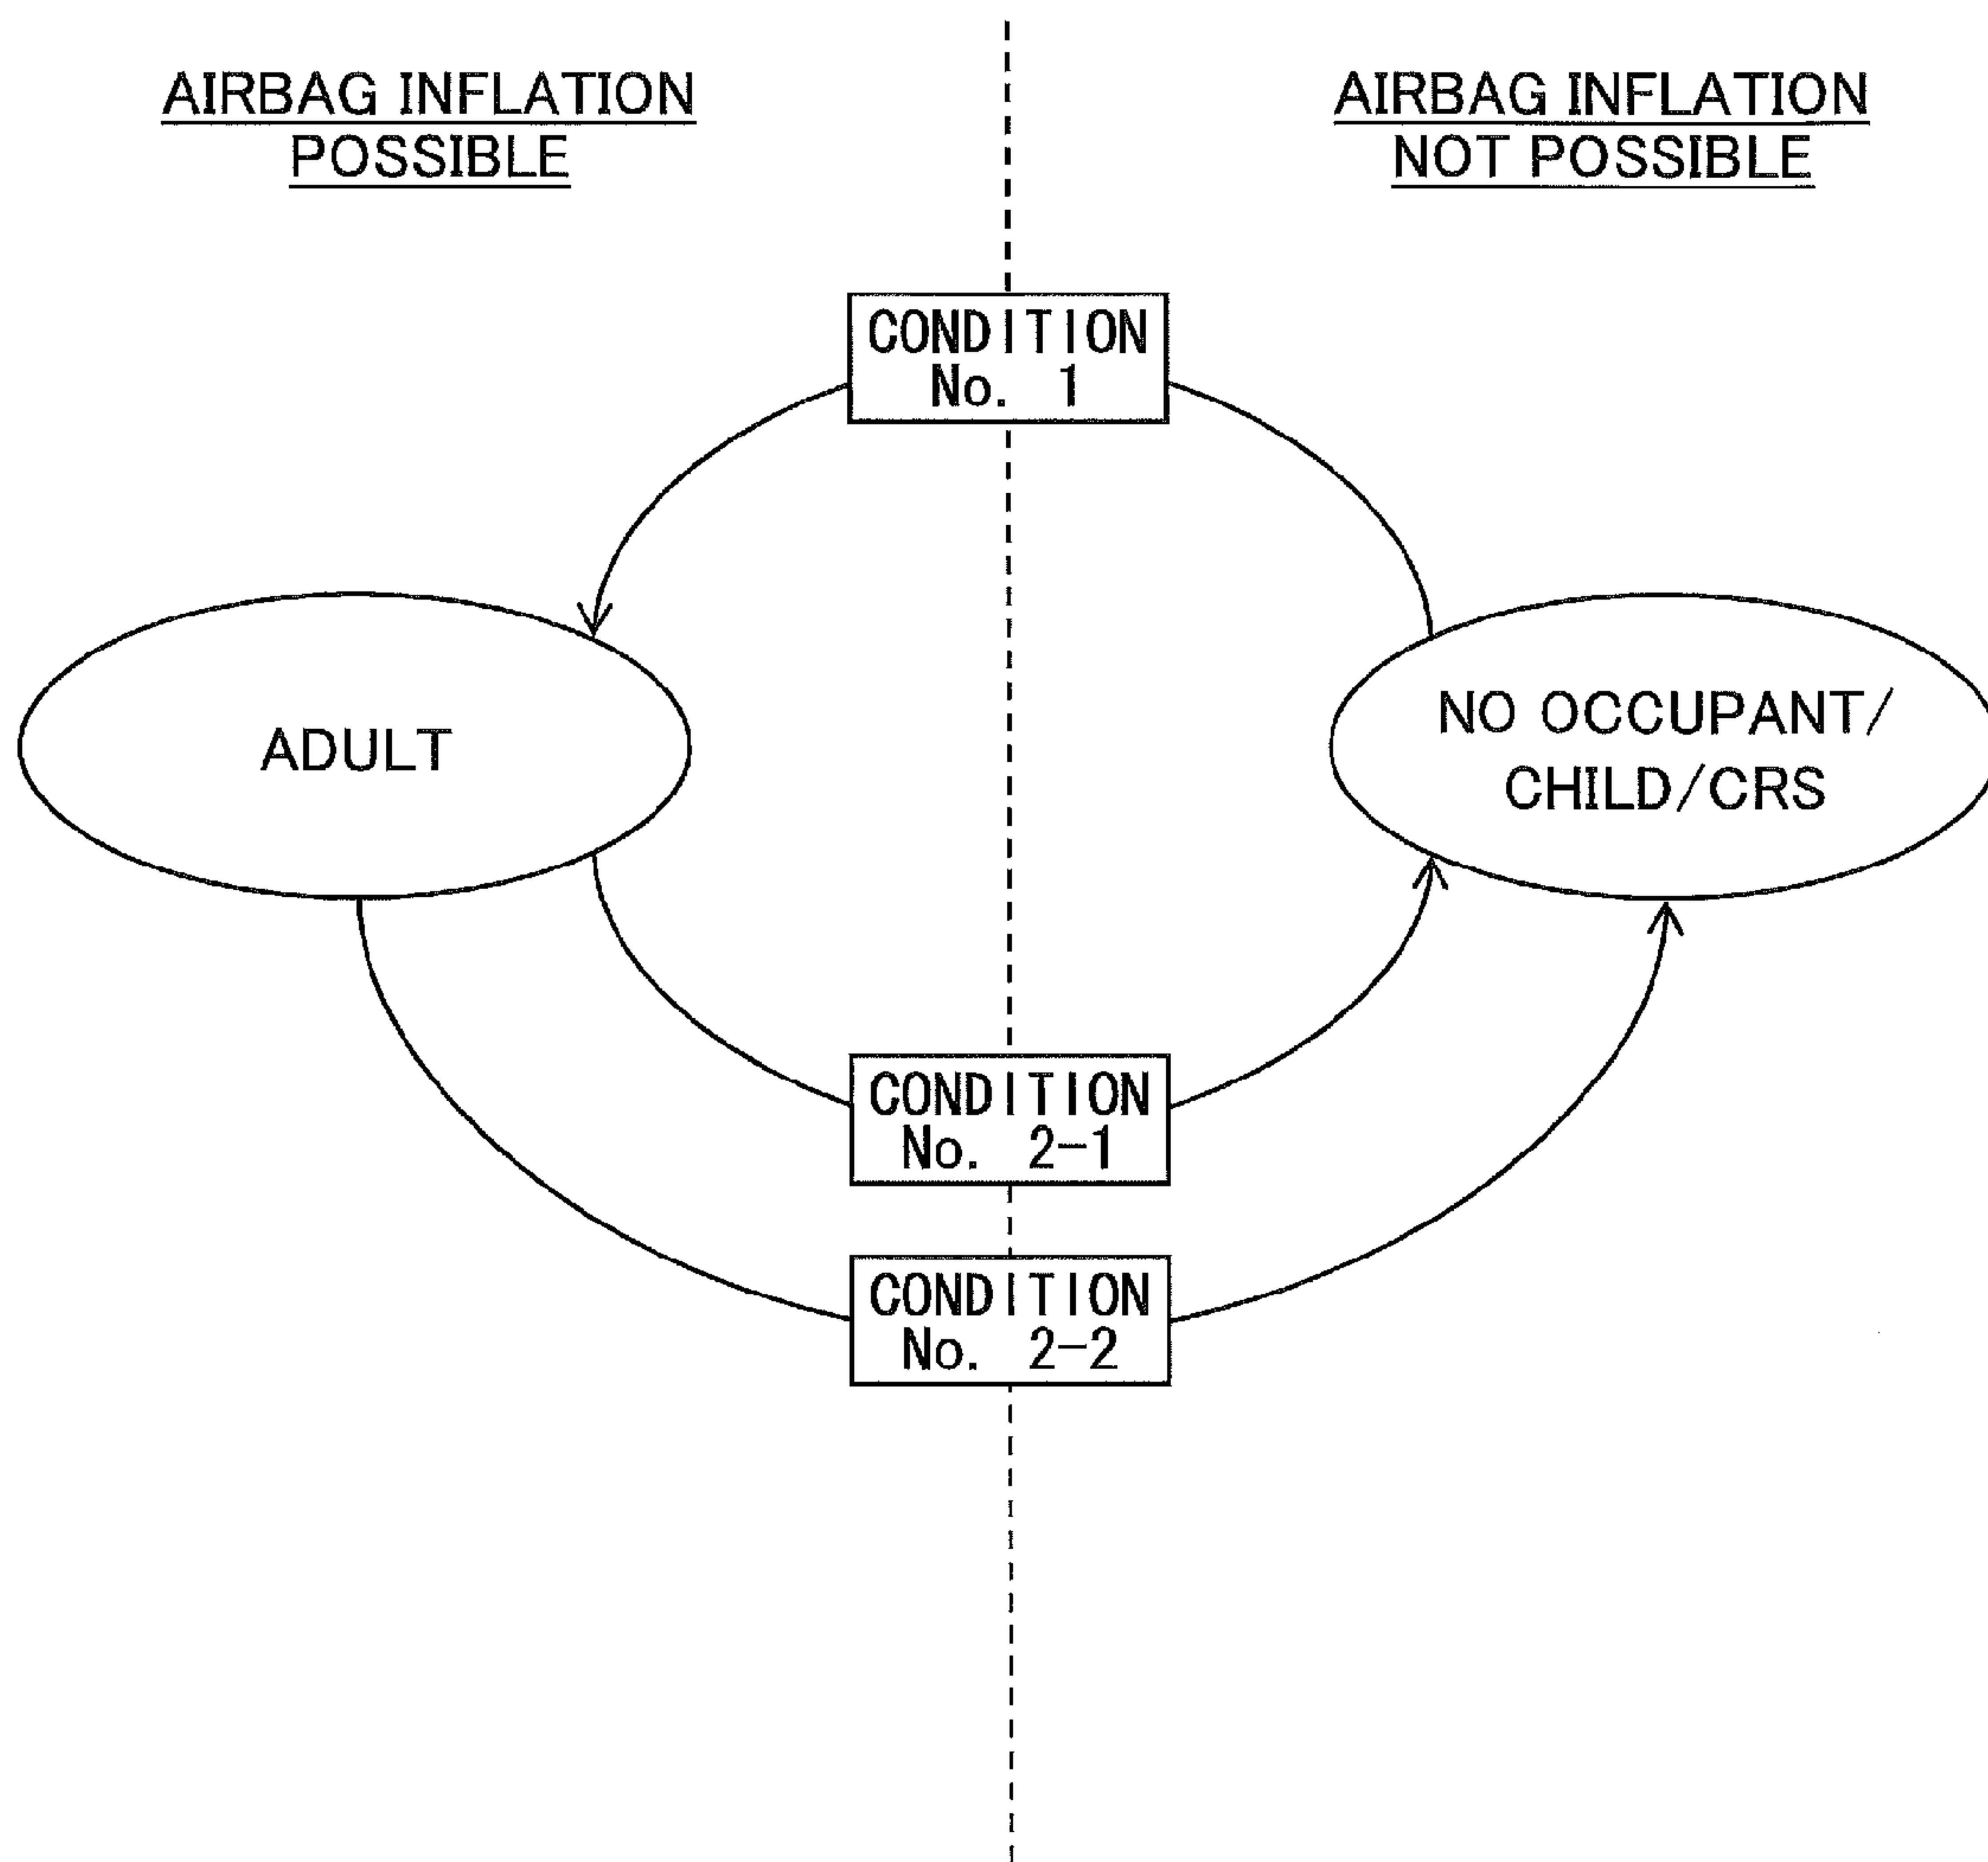 AIRBAG INFLATION
POSSIBLE
AIRBAG INFLATION
NOT POSSIBLE
CONDITION
No. 1
ADULT
NO OCCUPANT/
CHILD/CRS
CONDITION
No. 2-1
CONDITION
No. 2-2